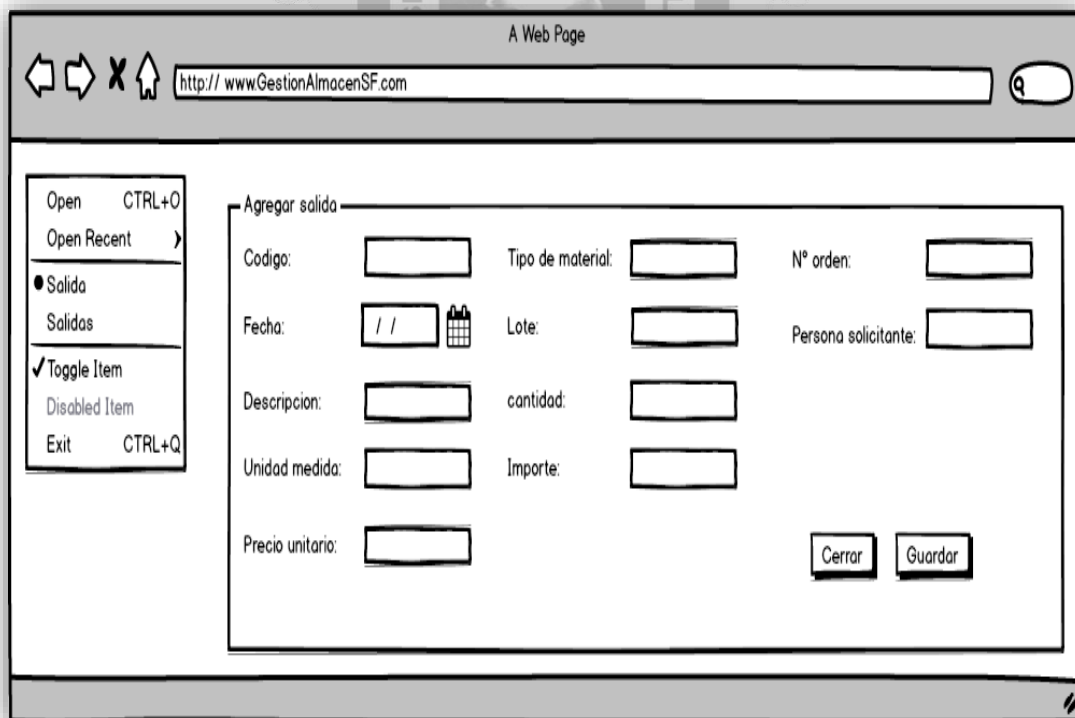 A Web Page
http:// www.GestionAlmacenSF.com
Open CTRL+O
Open Recent
Salida
Salidas
Toggle Item
Disabled Item
Exit CTRL+Q
Agregar salida
Codigo:
Tipo de material:
N° orden:
Fecha: / /
Lote:
Persona solicitante:
Descripcion:
cantidad:
Unidad medida:
Importe:
Precio unitario:
Cerrar
Guardar